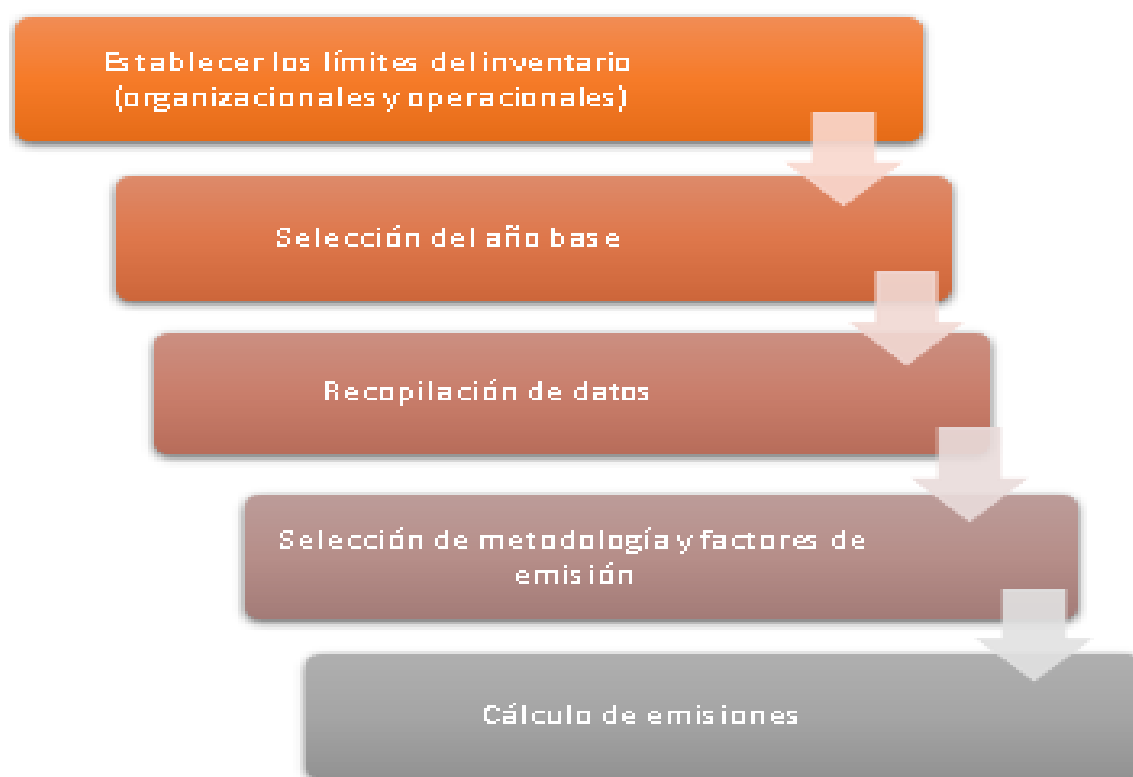 Establecer los límites del inventario
(organizacionales y operacionales)
Selección del año base
Recopilación de datos
Selección de metodología y factores de
emisión
Cálculo de emisiones